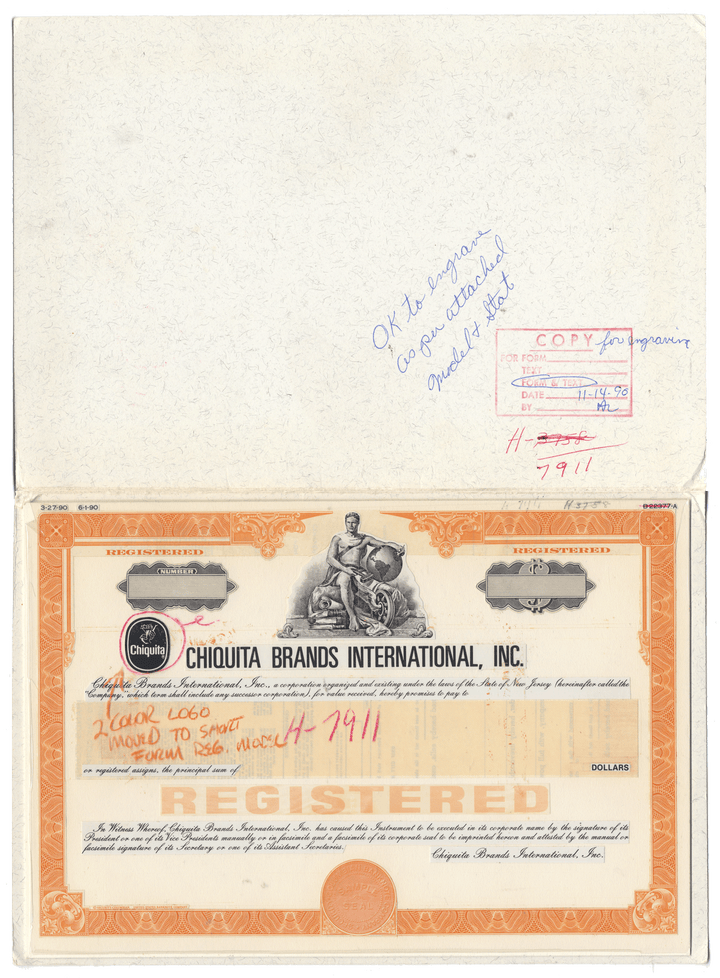 OK to engrave
as per attached
Model & Stat
COPY for engraving
FOR FORM
TEXT
FORM & TEXT
DATE 11-14-90
BY
H-3758
7911
3-27-90 6-1-90 H3758 D-22377-A
REGISTERED REGISTERED
NUMBER $
Chiquita CHIQUITA BRANDS INTERNATIONAL, INC.
Chiquita Brands International, Inc., a corporation organized and existing under the laws of the State of New Jersey (hereinafter called the
"Company," which term shall include any successor corporation), for value received, hereby promises to pay to
2 COLOR LOGO
MOVED TO SHORT
FORM REG. MODEL H-7911
or registered assigns, the principal sum of DOLLARS
REGISTERED
In Witness Whereof, Chiquita Brands International, Inc. has caused this Instrument to be executed in its corporate name by the signature of its
President or one of its Vice Presidents manually or in facsimile and a facsimile of its corporate seal to be imprinted hereon and attested by the manual or
facsimile signature of its Secretary or one of its Assistant Secretaries.
Chiquita Brands International, Inc.